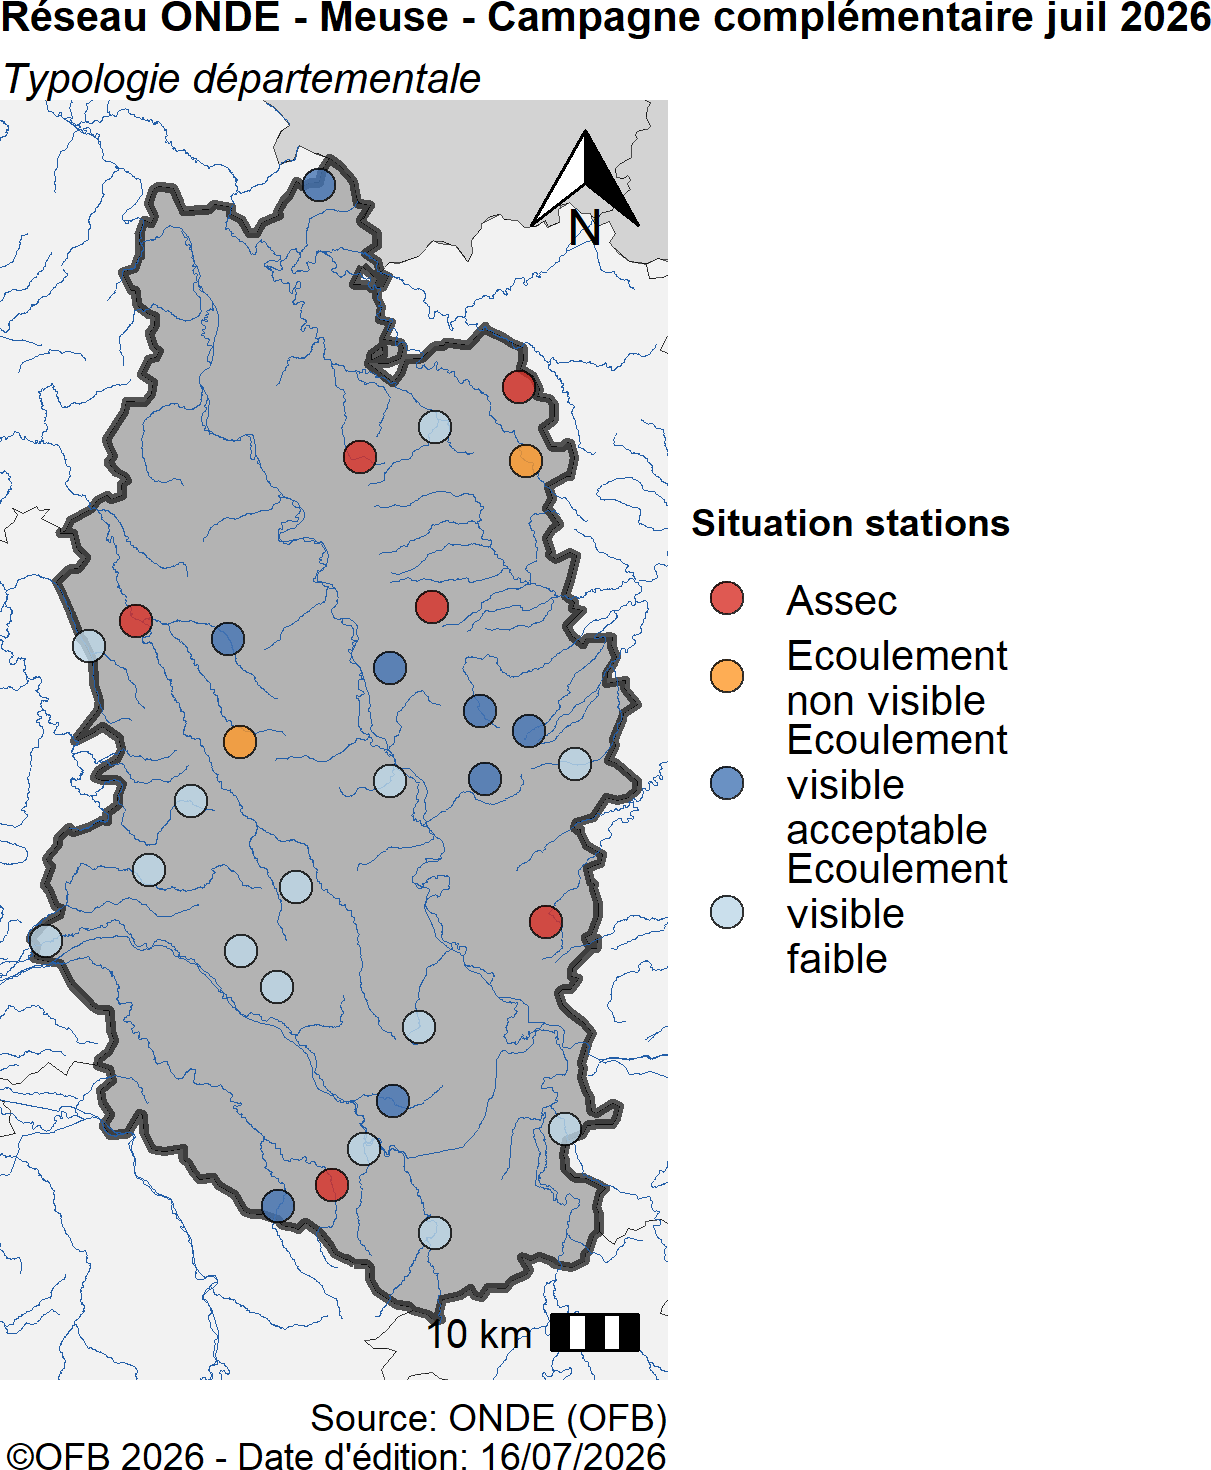 Réseau ONDE - Meuse - Campagne complémentaire juil 2026
Typologie départementale
N
Situation stations
Assec
Ecoulement
non visible
Ecoulement
visible
acceptable
Ecoulement
visible
faible
10 km
Source: ONDE (OFB)
©OFB 2026 - Date d'édition: 16/07/2026